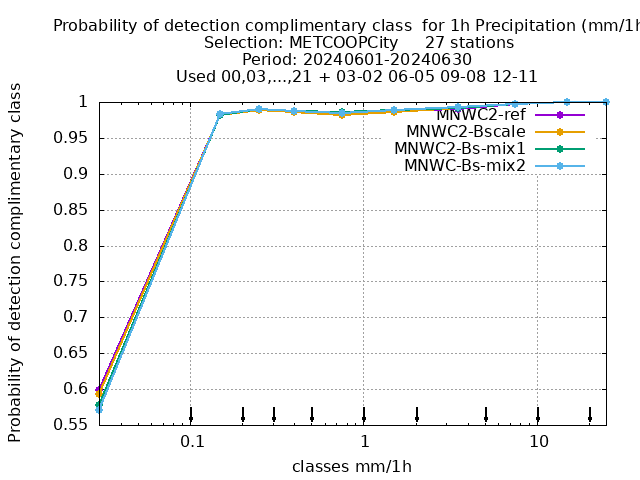 Probability of detection complimentary class  for 1h Precipitation (mm/1h
Selection: METCOOPCity     27 stations
Period: 20240601-20240630
Used 00,03,...,21 + 03-02 06-05 09-08 12-11
Probability of detection complimentary class
1
0.95
0.9
0.85
0.8
0.75
0.7
0.65
0.6
0.55
MNWC2-ref
MNWC2-Bscale
MNWC2-Bs-mix1
MNWC-Bs-mix2
0.1 1 10
classes mm/1h